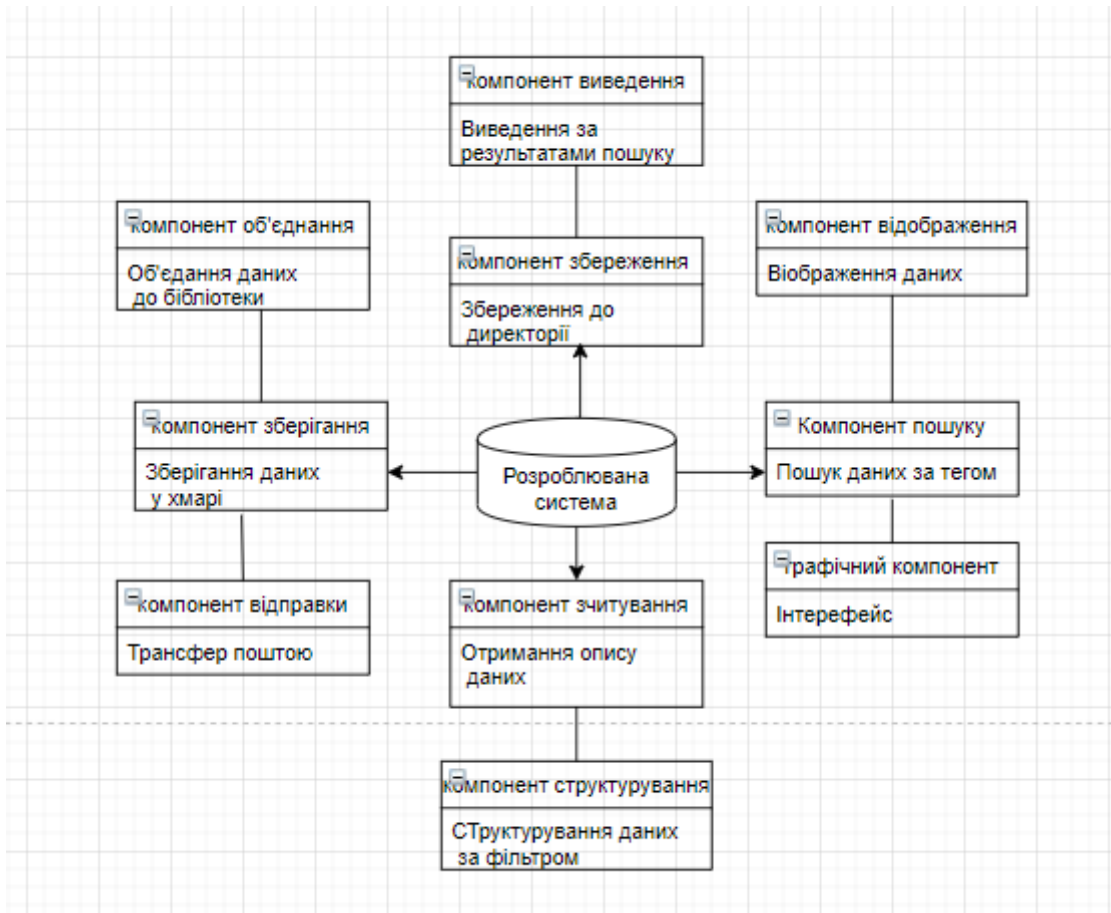 компонент виведення
Виведення за
результатами пошуку
компонент об'єднання
Об'єдання даних
до бібліотеки
компонент збереження
Збереження до
директорії
компонент відображення
Віображення даних
компонент зберігання
Зберігання даних
у хмарі
Розроблювана
система
Компонент пошуку
Пошук даних за тегом
компонент відправки
Трансфер поштою
компонент зчитування
Отримання опису
даних
графічний компонент
Інтерефейс
компонент структурування
СТруктурування даних
за фільтром